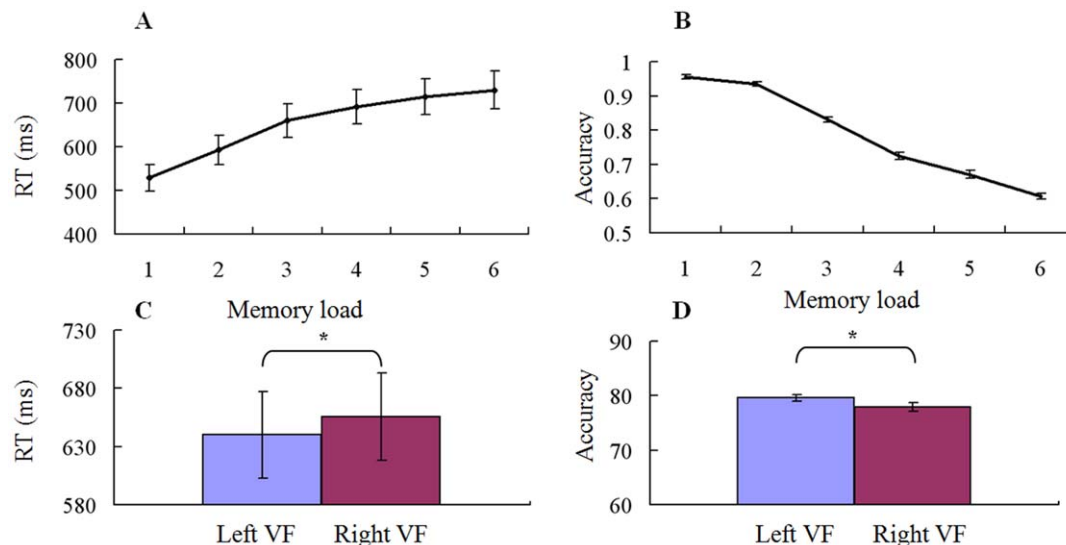 A
800
700
600
500
400
RT (ms)
1 2 3 4 5 6
Memory load
B
1
0.9
0.8
0.7
0.6
0.5
Accuracy
1 2 3 4 5 6
Memory load
C
730
680
630
580
RT (ms)
*
Left VF Right VF
D
90
80
70
60
Accuracy
*
Left VF Right VF